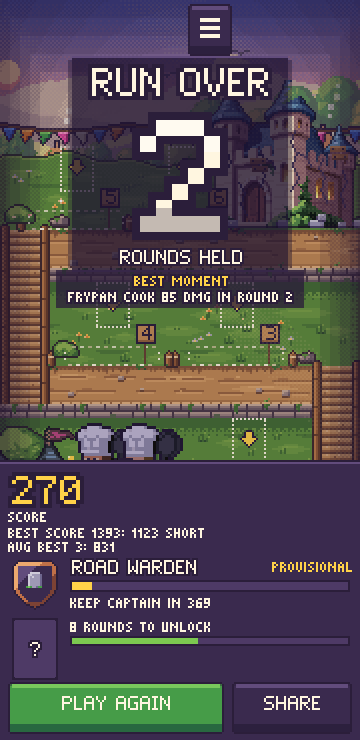 RUN OVER
5
6
2
ROUNDS HELD
BEST MOMENT
FRYPAN COOK 85 DMG IN ROUND 2
4
3
270
SCORE
BEST SCORE 1393: 1123 SHORT
AVG BEST 3: 831
ROAD WARDEN
PROVISIONAL
KEEP CAPTAIN IN 369
8 ROUNDS TO UNLOCK
?
PLAY AGAIN
SHARE